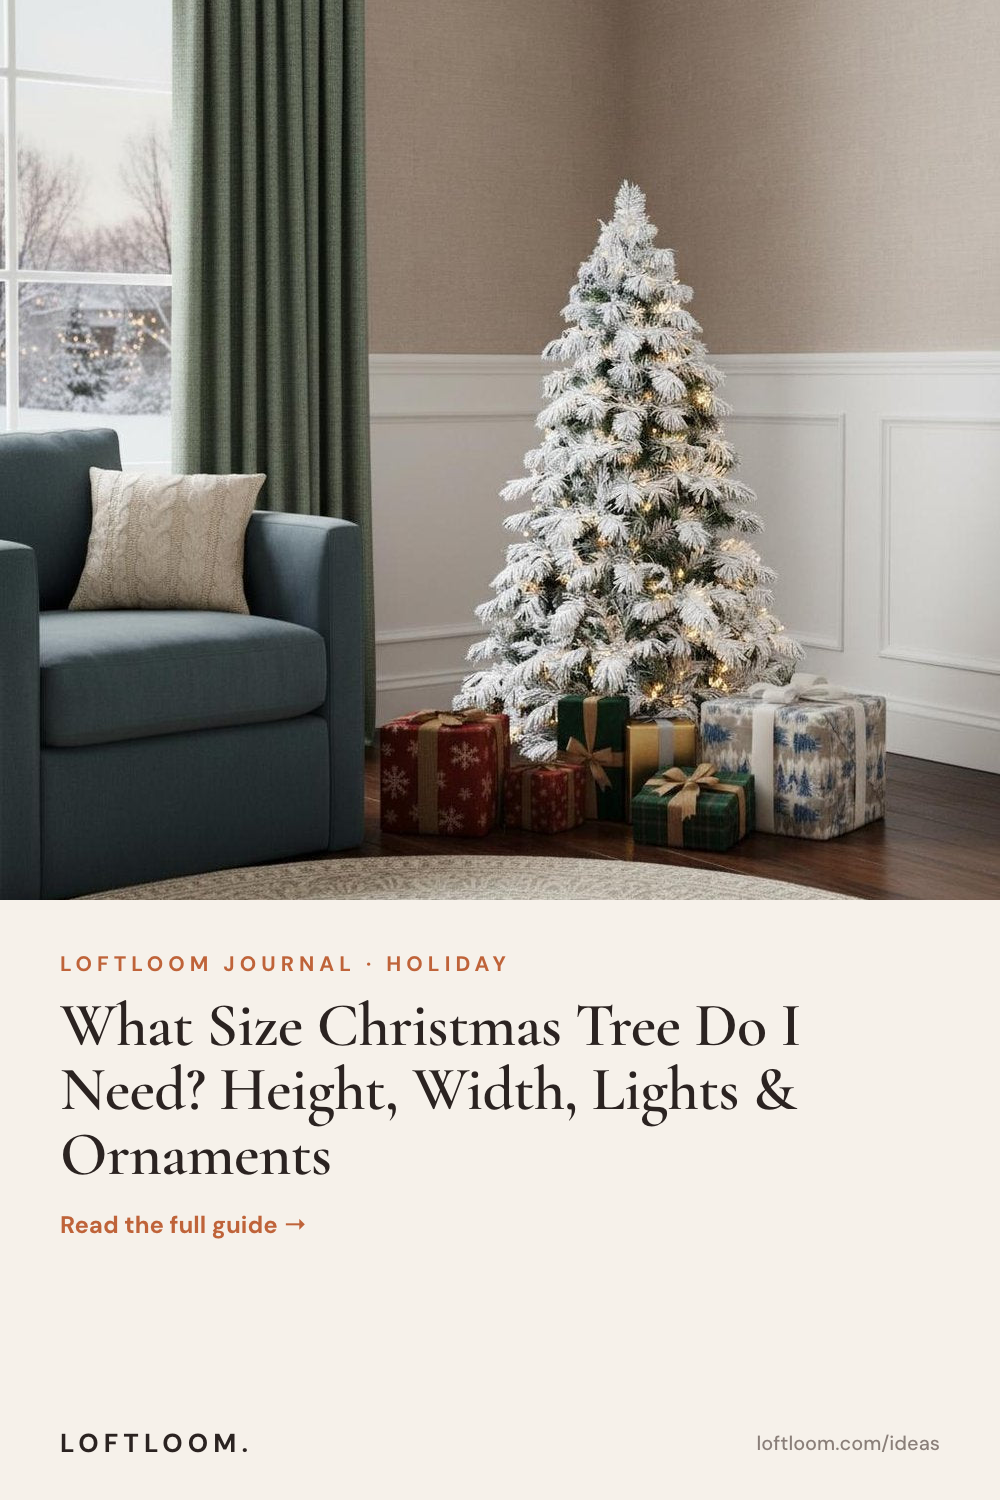 LOFTLOOM JOURNAL · HOLIDAY
What Size Christmas Tree Do I
Need? Height, Width, Lights &
Ornaments
Read the full guide →
LOFTLOOM.
loftloom.com/ideas